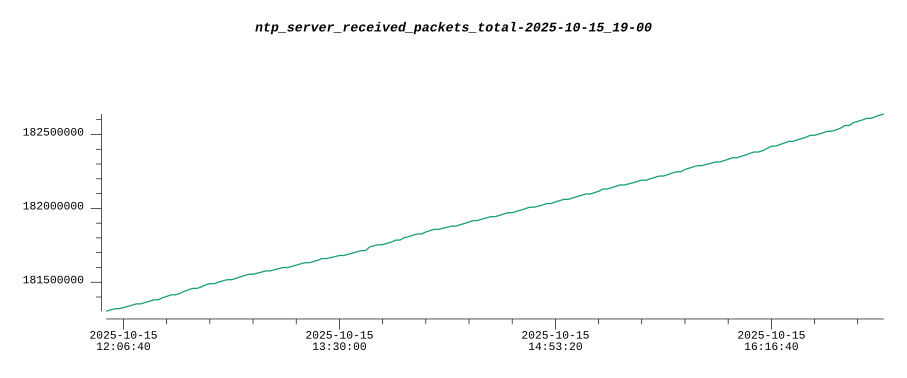 ntp_server_received_packets_total-2025-10-15_19-00
182500000
182000000
181500000
2025-10-15 2025-10-15 2025-10-15 2025-10-15
12:06:40 13:30:00 14:53:20 16:16:40